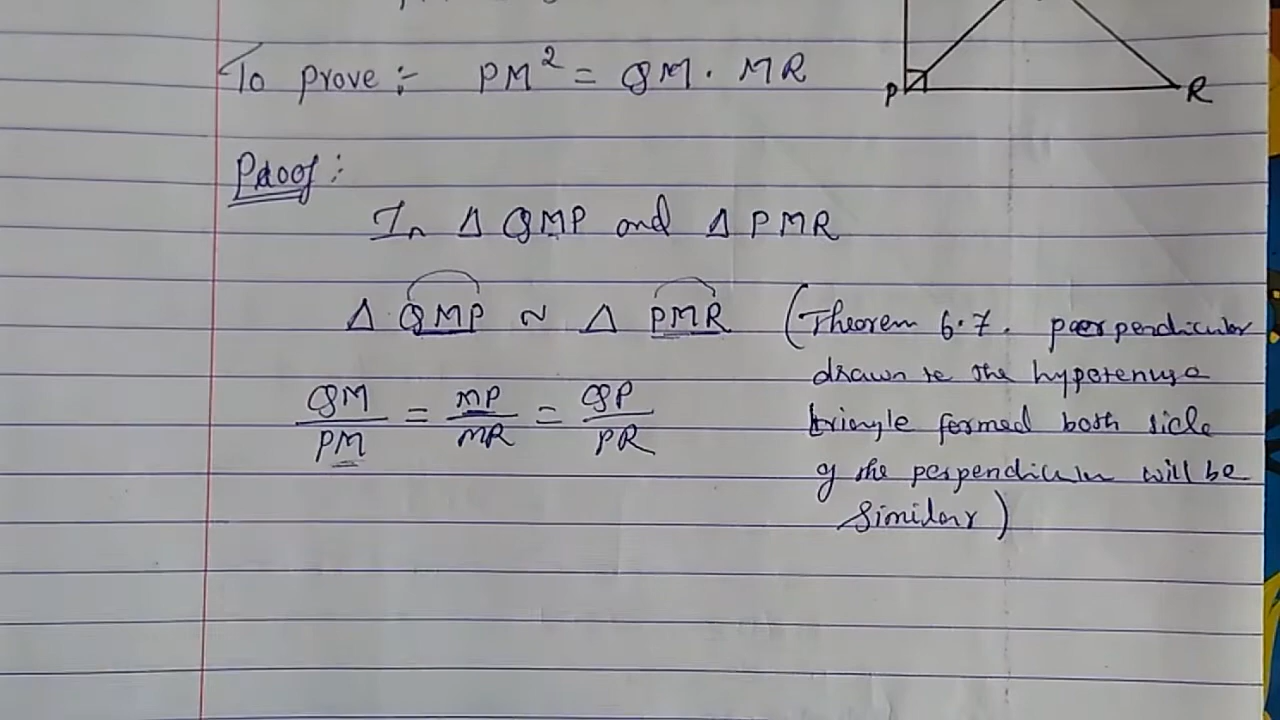 To prove :- PM² = QM . MR
P
R
Proof :
In Δ QMP and Δ PMR
Δ QMP ~ Δ PMR (Theorem 6.7. perpendicular
drawn to the hypotenuse
QM/PM = MP/MR = QP/PR
triangle formed both side
of the perpendicular will be
similar)